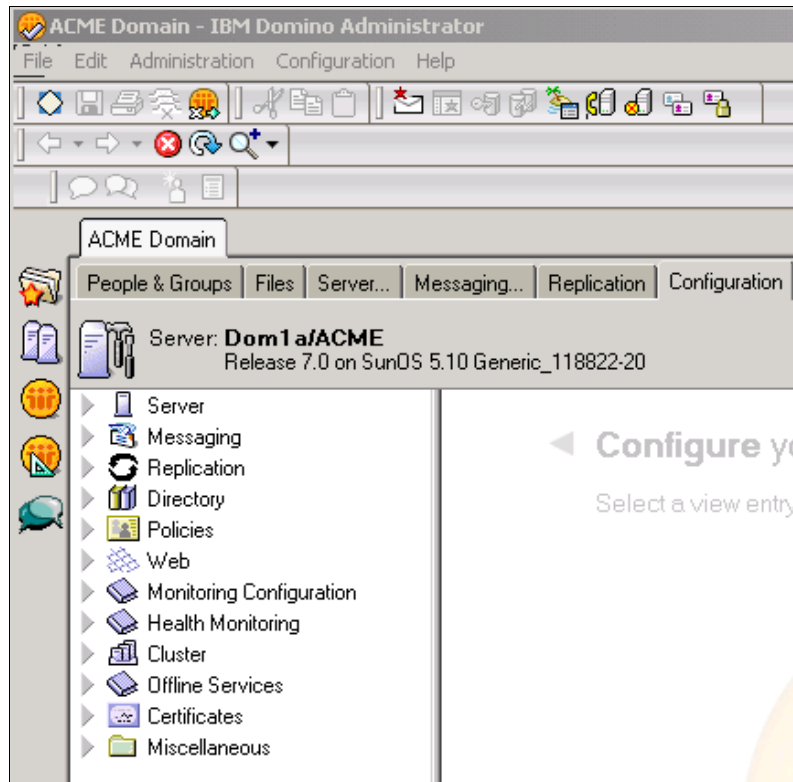 ACME Domain - IBM Domino Administrator
File Edit Administration Configuration Help
ACME Domain
People & Groups Files Server... Messaging... Replication Configuration
Server: Dom1a/ACME
Release 7.0 on SunOS 5.10 Generic_118822-20
Server
Messaging
Replication
Directory
Policies
Web
Monitoring Configuration
Health Monitoring
Cluster
Offline Services
Certificates
Miscellaneous
Configure yo
Select a view entry